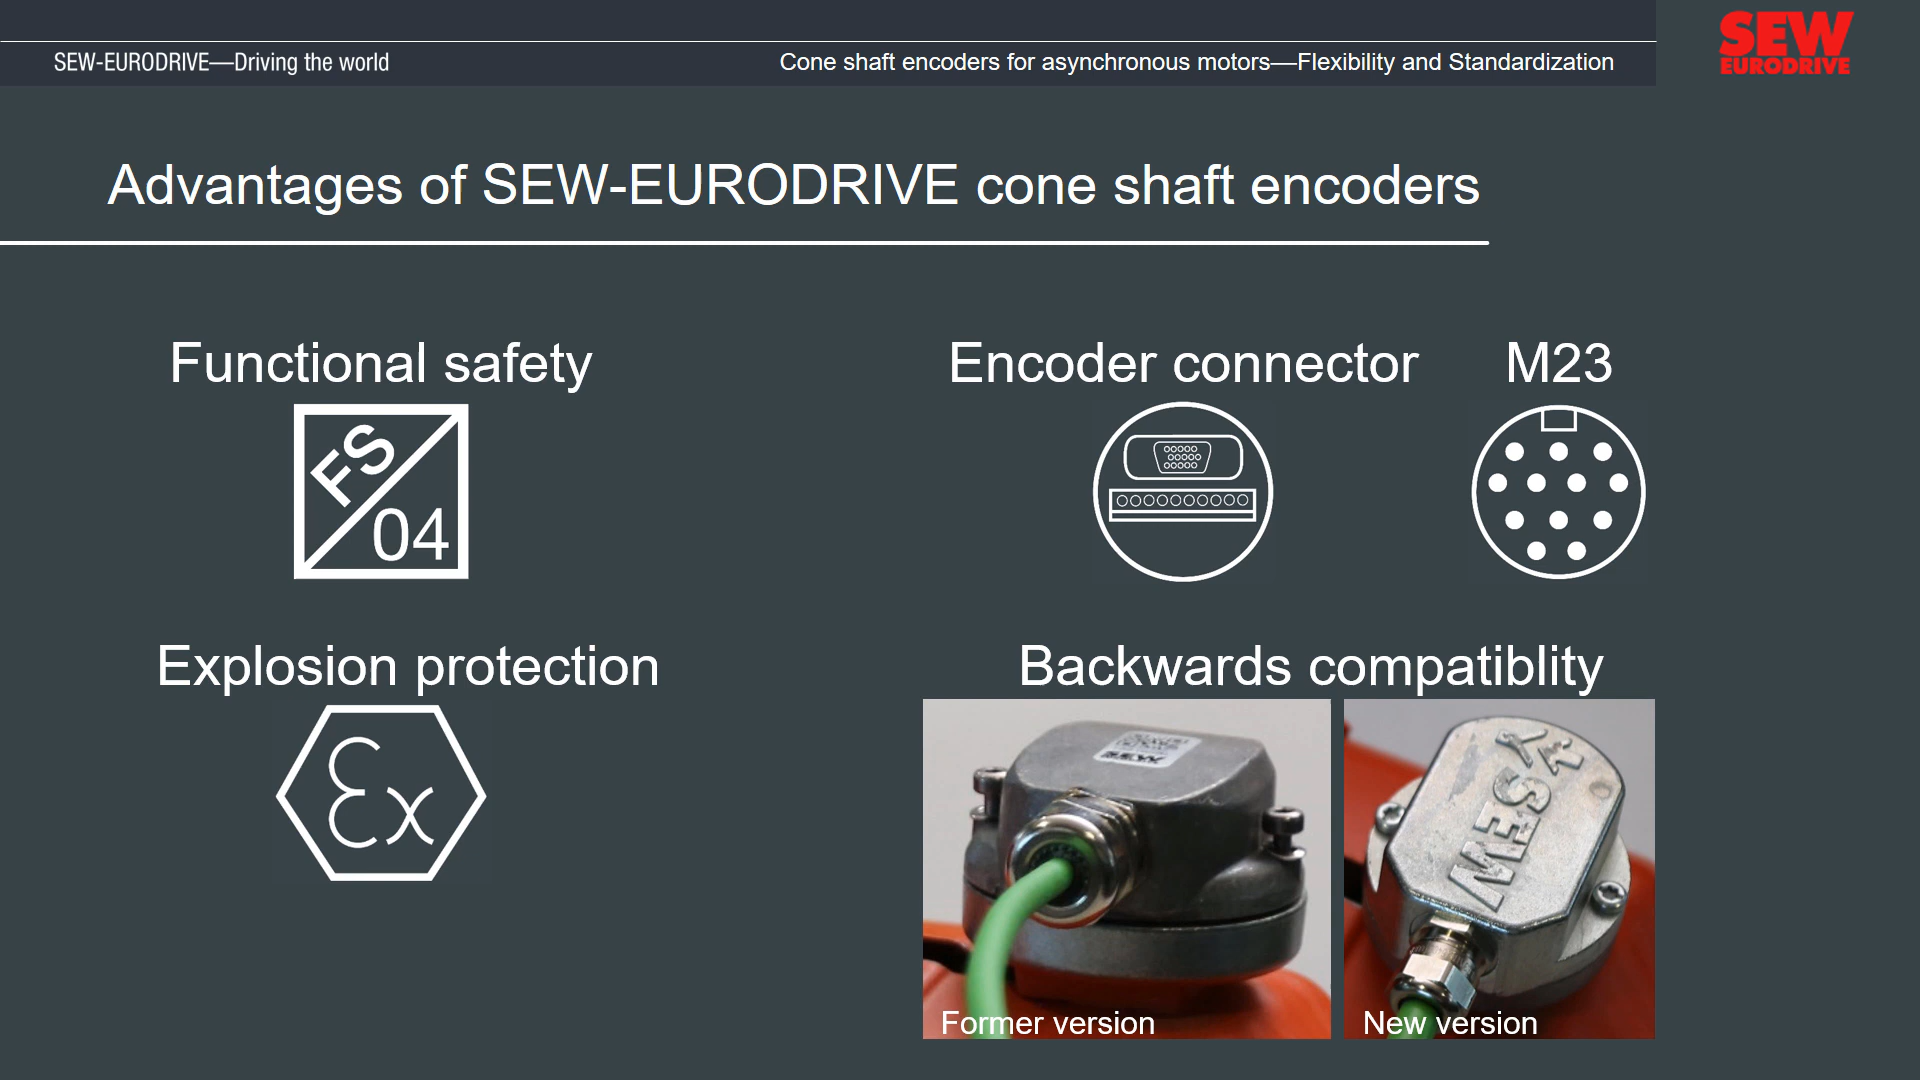 SEW-EURODRIVE—Driving the world
Cone shaft encoders for asynchronous motors—Flexibility and Standardization
SEW
EURODRIVE
Advantages of SEW-EURODRIVE cone shaft encoders
Functional safety
FS
04
Encoder connector
M23
Explosion protection
Ex
Backwards compatiblity
SEW
Former version
SEW
New version